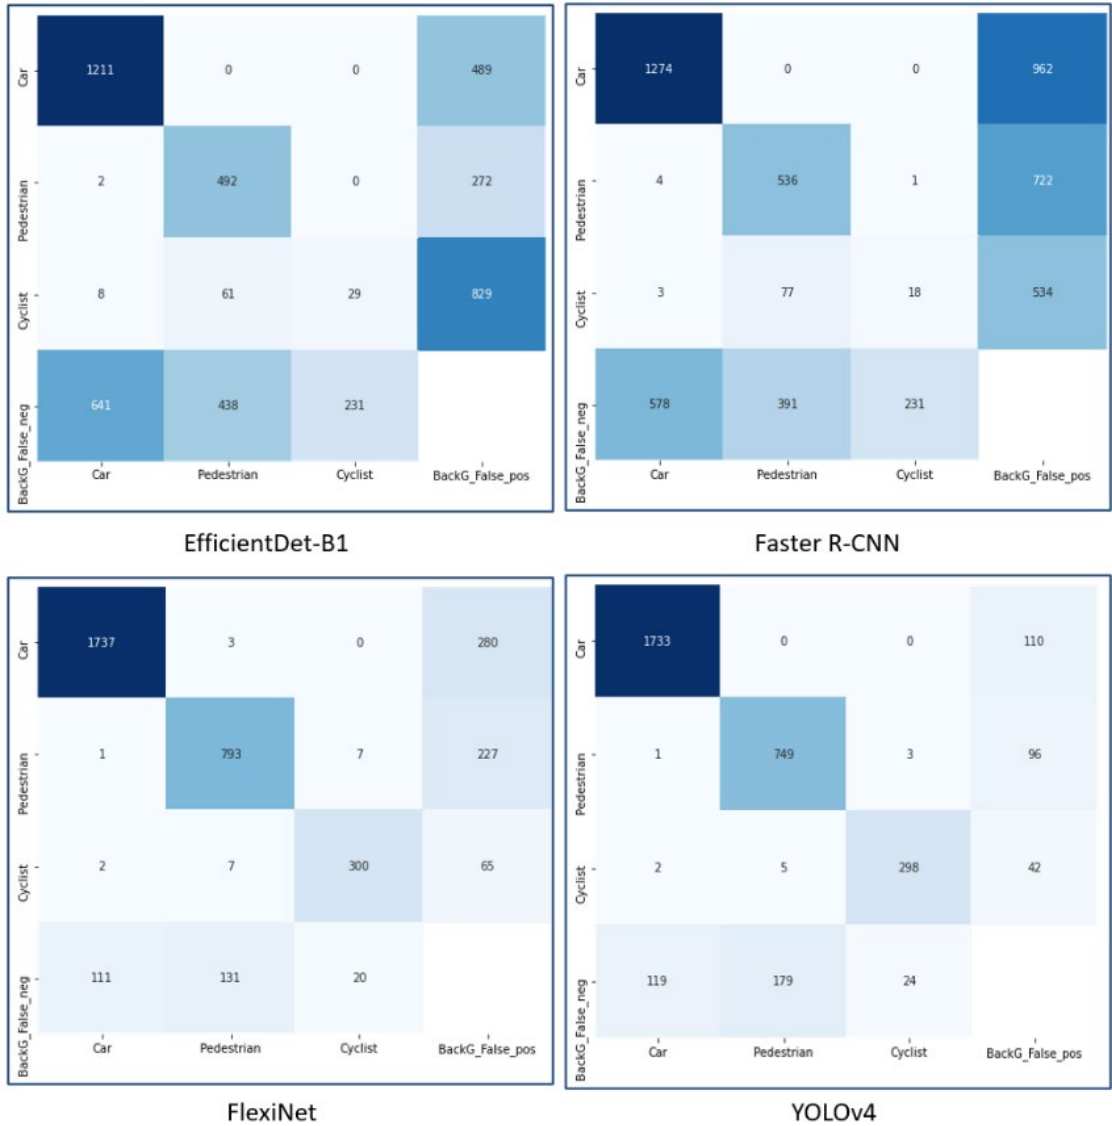 Car 1211 0 0 489
Pedestrian 2 492 0 272
Cyclist 8 61 29 829
BackG_False_neg 641 438 231
Car Pedestrian Cyclist BackG_False_pos
EfficientDet-B1
Car 1274 0 0 962
Pedestrian 4 536 1 722
Cyclist 3 77 18 534
BackG_False_neg 578 391 231
Car Pedestrian Cyclist BackG_False_pos
Faster R-CNN
Car 1737 3 0 280
Pedestrian 1 793 7 227
Cyclist 2 7 300 65
BackG_False_neg 111 131 20
Car Pedestrian Cyclist BackG_False_pos
FlexiNet
Car 1733 0 0 110
Pedestrian 1 749 3 96
Cyclist 2 5 298 42
BackG_False_neg 119 179 24
Car Pedestrian Cyclist BackG_False_pos
YOLOv4